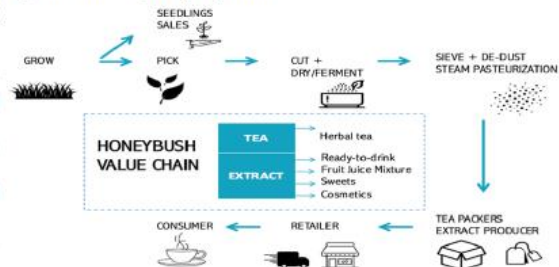 SEEDLINGS
SALES
GROW
PICK
CUT +
DRY/FERMENT
SIEVE + DE-DUST
STEAM PASTEURIZATION
HONEYBUSH
VALUE CHAIN
TEA
Herbal tea
EXTRACT
Ready-to-drink
Fruit Juice Mixture
Sweets
Cosmetics
TEA PACKERS
EXTRACT PRODUCER
RETAILER
CONSUMER